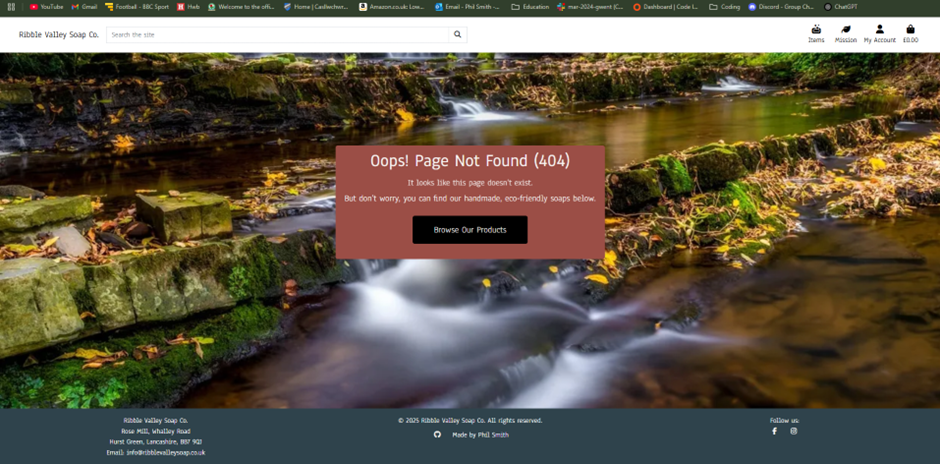 YouTube
Gmail
Football - BBC Sport
Hwb
Welcome to the offi...
Home | Castlechwr...
Amazon.co.uk: Low...
Email - Phil Smith -...
Education
mar-2024-gwent (C...
Dashboard | Code I...
Coding
Discord - Group Ch...
ChatGPT
Ribble Valley Soap Co.
Search the site
Items
Mission
My Account
£0.00
Oops! Page Not Found (404)
It looks like this page doesn't exist.
But don't worry, you can find our handmade, eco-friendly soaps below.
Browse Our Products
Ribble Valley Soap Co.
Rose Mill, Whalley Road
Hurst Green, Lancashire, BB7 9QJ
Email: info@ribblevalleysoap.co.uk
© 2025 Ribble Valley Soap Co. All rights reserved.
Made by Phil Smith
Follow us: